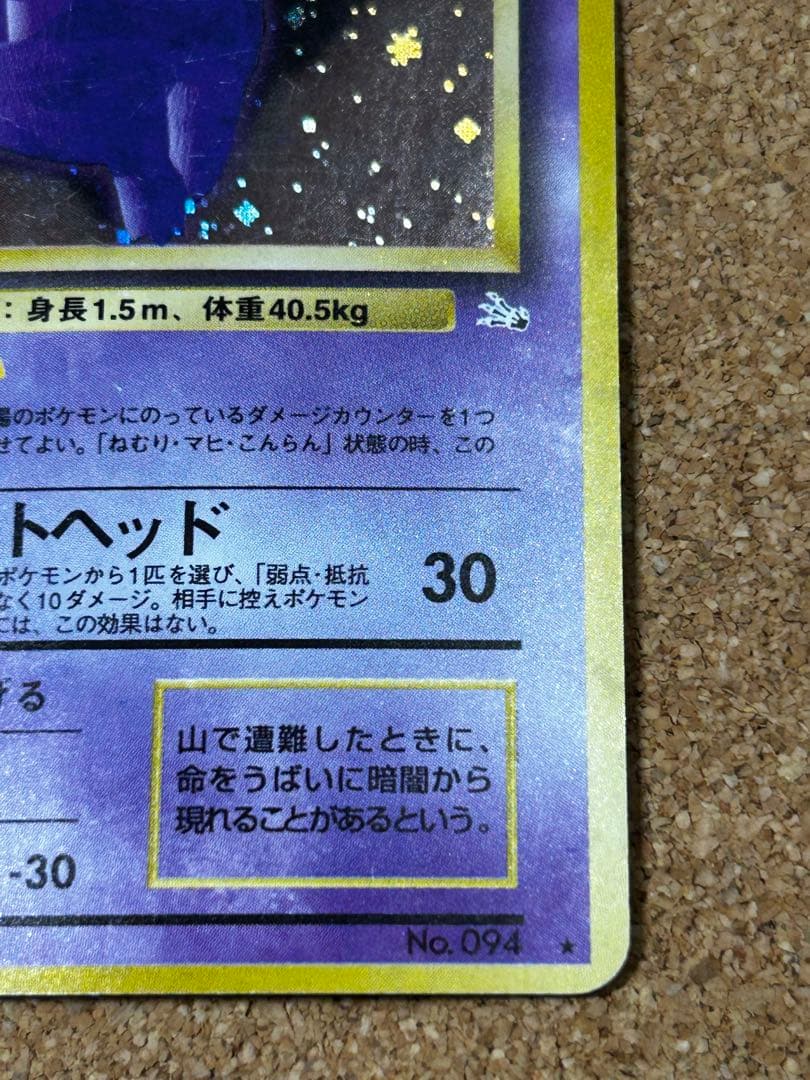 ：身長1.5m、体重40.5kg
場のポケモンにのっているダメージカウンターを1つ
せてよい。「ねむり・マヒ・こんらん」状態の時、この
トヘッド
30
ポケモンから1匹を選び、「弱点・抵抗
なく10ダメージ。相手に控えポケモン
には、この効果はない。
げる
山で遭難したときに、
命をうばいに暗闇から
現れることがあるという。
-30
No. 094 ★